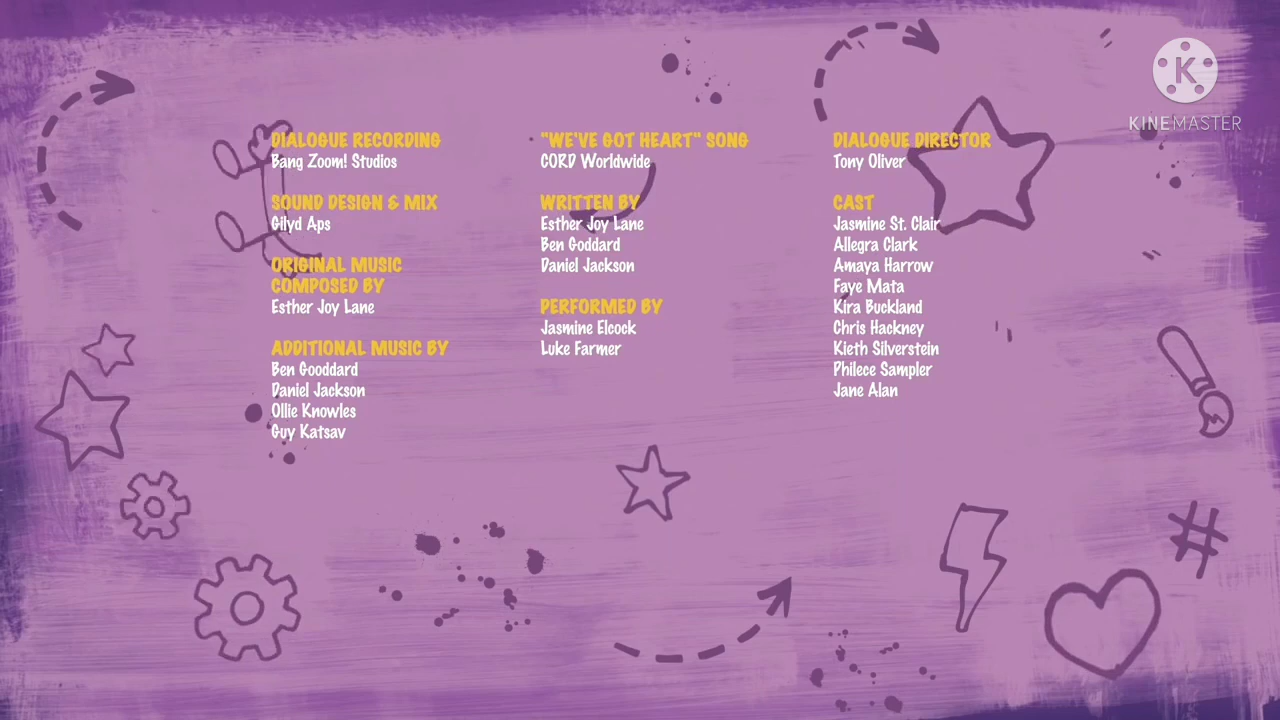 DIALOGUE RECORDING
Bang Zoom! Studios
SOUND DESIGN & MIX
Gilyd Aps
ORIGINAL MUSIC
COMPOSED BY
Esther Joy Lane
ADDITIONAL MUSIC BY
Ben Gooddard
Daniel Jackson
Ollie Knowles
Guy Katsav
"WE'VE GOT HEART" SONG
CORD Worldwide
WRITTEN BY
Esther Joy Lane
Ben Goddard
Daniel Jackson
PERFORMED BY
Jasmine Elcock
Luke Farmer
DIALOGUE DIRECTOR
Tony Oliver
CAST
Jasmine St. Clair
Allegra Clark
Amaya Harrow
Faye Mata
Kira Buckland
Chris Hackney
Kieth Silverstein
Philece Sampler
Jane Alan
K
KINEMASTER
#